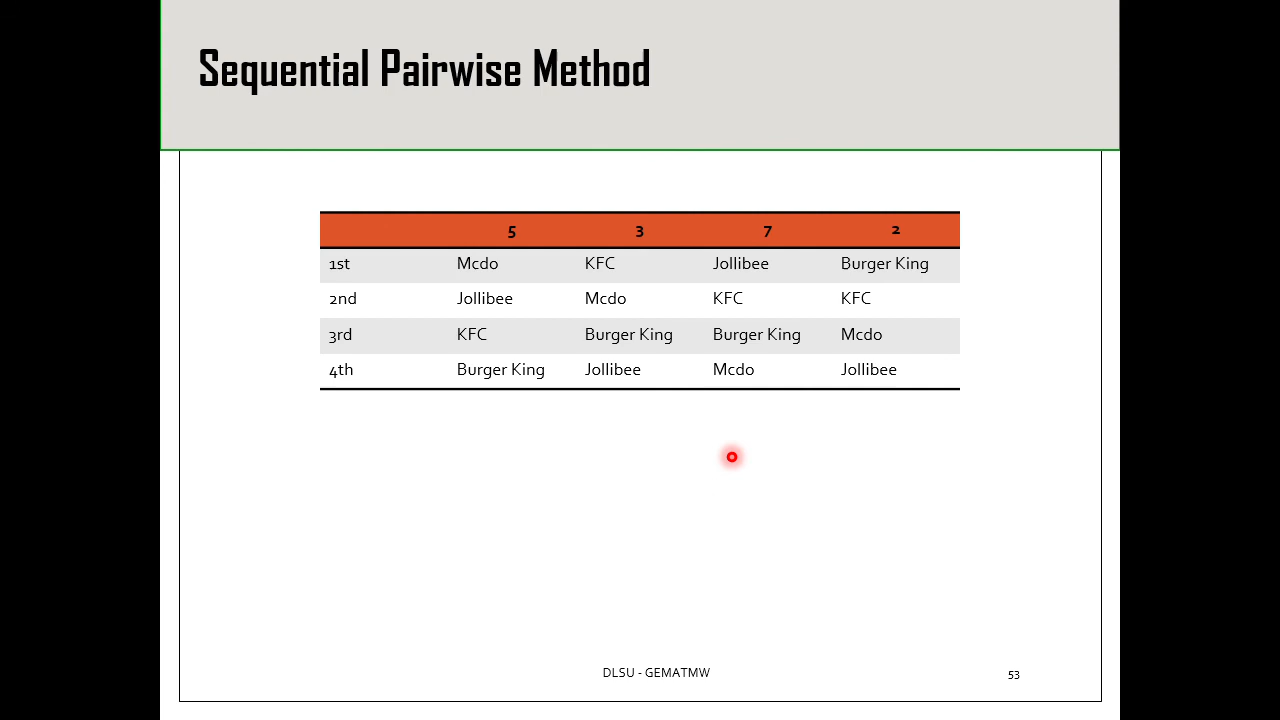 Sequential Pairwise Method
5 3 7 2
1st Mcdo KFC Jollibee Burger King
2nd Jollibee Mcdo KFC KFC
3rd KFC Burger King Burger King Mcdo
4th Burger King Jollibee Mcdo Jollibee
DLSU - GEMATMW 53